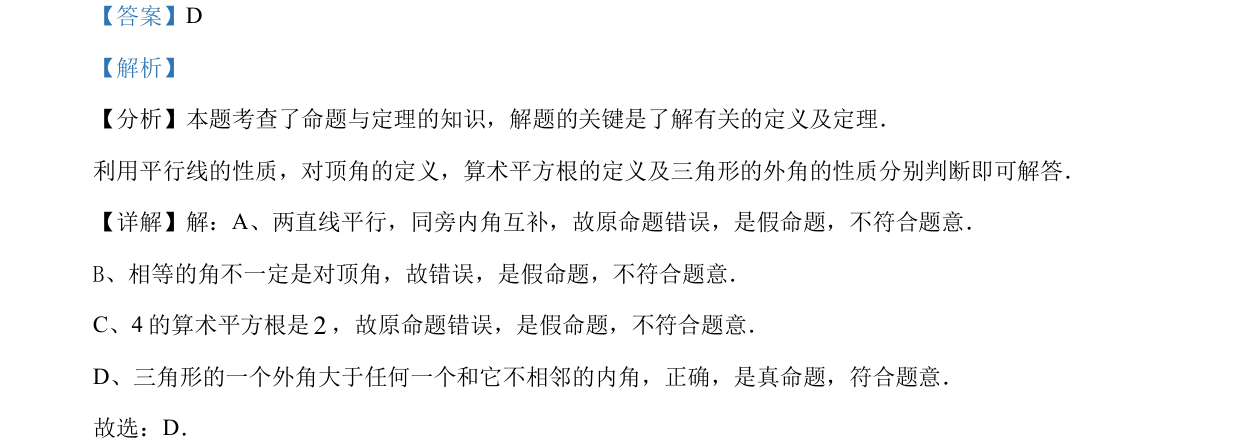 【答案】D
【解析】
【分析】本题考查了命题与定理的知识，解题的关键是了解有关的定义及定理．
利用平行线的性质，对顶角的定义，算术平方根的定义及三角形的外角的性质分别判断即可解答．
【详解】解：A、两直线平行，同旁内角互补，故原命题错误，是假命题，不符合题意．
B、相等的角不一定是对顶角，故错误，是假命题，不符合题意．
C、4 的算术平方根是 2，故原命题错误，是假命题，不符合题意．
D、三角形的一个外角大于任何一个和它不相邻的内角，正确，是真命题，符合题意．
故选：D．